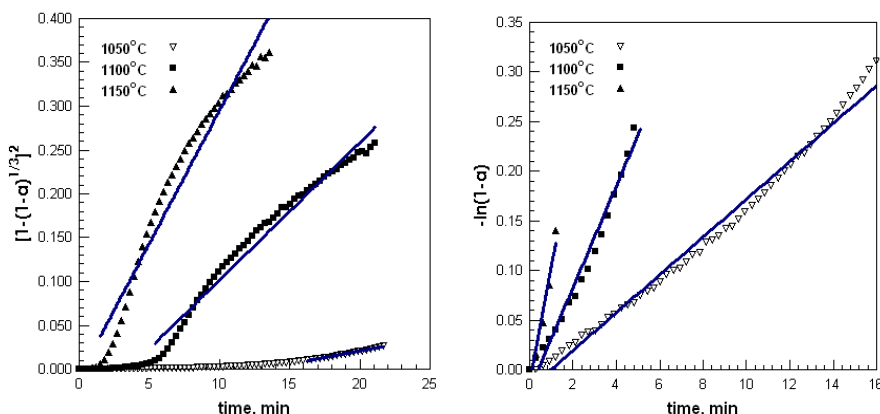 0.400
0.350
0.300
0.250
0.200
0.150
0.100
0.050
0.000
[1-(1-α)^1/3]^2
1050°C
1100°C
1150°C
0 5 10 15 20 25
time, min
0.35
0.30
0.25
0.20
0.15
0.10
0.05
0.00
-ln(1-α)
1050°C
1100°C
1150°C
0 2 4 6 8 10 12 14 16
time, min